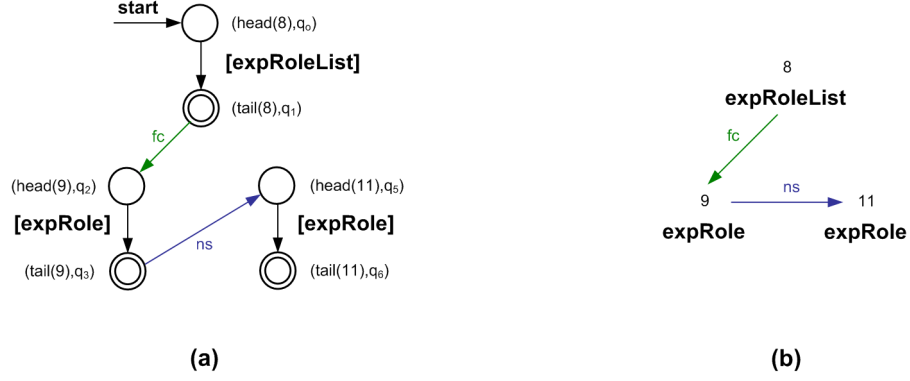 start
(head(8),qo)
[expRoleList]
(tail(8),q1)
fc
(head(9),q2)
(head(11),q5)
[expRole]
[expRole]
ns
(tail(9),q3)
(tail(11),q6)
(a)
8
expRoleList
fc
9
ns
11
expRole
expRole
(b)